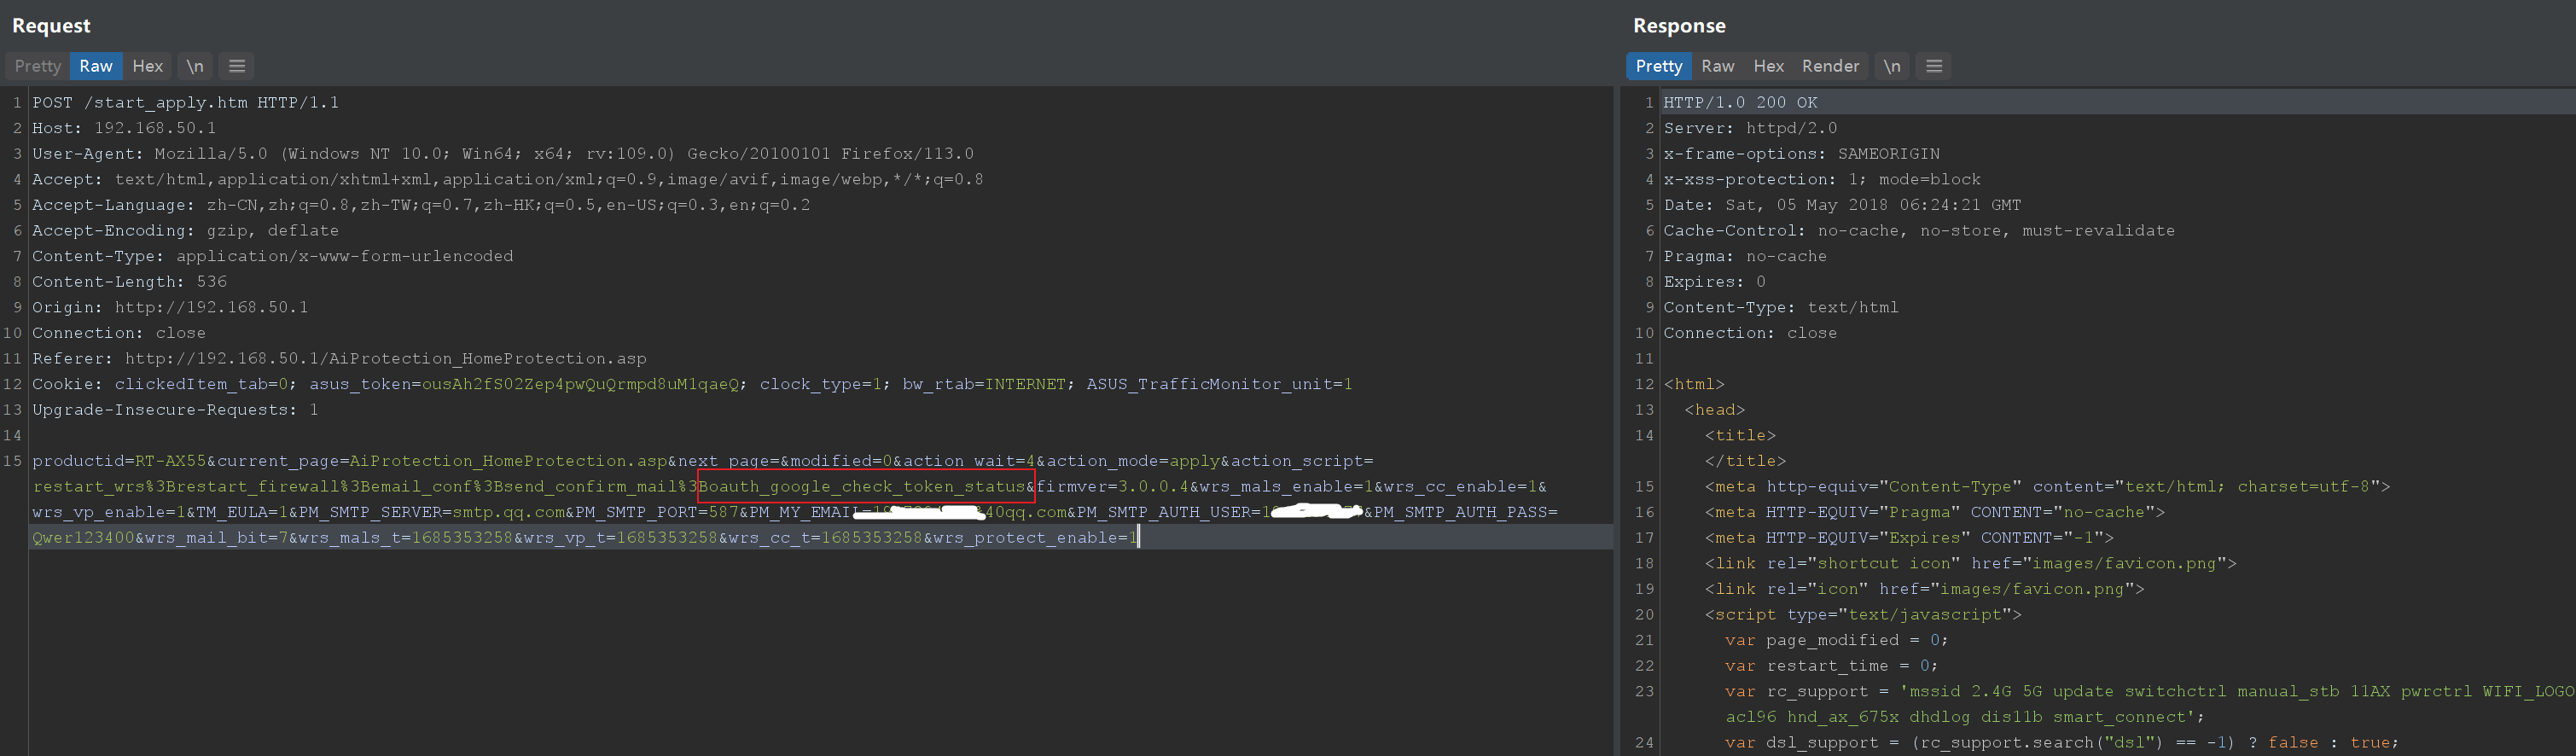 Request
Pretty Raw Hex \n
1 POST /start_apply.htm HTTP/1.1
2 Host: 192.168.50.1
3 User-Agent: Mozilla/5.0 (Windows NT 10.0; Win64; x64; rv:109.0) Gecko/20100101 Firefox/113.0
4 Accept: text/html,application/xhtml+xml,application/xml;q=0.9,image/avif,image/webp,*/*;q=0.8
5 Accept-Language: zh-CN,zh;q=0.8,zh-TW;q=0.7,zh-HK;q=0.5,en-US;q=0.3,en;q=0.2
6 Accept-Encoding: gzip, deflate
7 Content-Type: application/x-www-form-urlencoded
8 Content-Length: 536
9 Origin: http://192.168.50.1
10 Connection: close
11 Referer: http://192.168.50.1/AiProtection_HomeProtection.asp
12 Cookie: clickedItem_tab=0; asus_token=ousAh2fS02Zep4pwQuQrmpd8uM1qaeQ; clock_type=1; bw_rtab=INTERNET; ASUS_TrafficMonitor_unit=1
13 Upgrade-Insecure-Requests: 1
14
15 productid=RT-AX55&current_page=AiProtection_HomeProtection.asp&next_page=&modified=0&action_wait=4&action_mode=apply&action_script=
restart_wrs%3Brestart_firewall%3Bemail_conf%3Bsend_confirm_mail%3Boauth_google_check_token_status&firmver=3.0.0.4&wrs_mals_enable=1&wrs_cc_enable=1&
wrs_vp_enable=1&TM_EULA=1&PM_SMTP_SERVER=smtp.qq.com&PM_SMTP_PORT=587&PM_MY_EMAIL= 40qq.com&PM_SMTP_AUTH_USER=1 &PM_SMTP_AUTH_PASS=
Qwer123400&wrs_mail_bit=7&wrs_mals_t=1685353258&wrs_vp_t=1685353258&wrs_cc_t=1685353258&wrs_protect_enable=1
Response
Pretty Raw Hex Render \n
1 HTTP/1.0 200 OK
2 Server: httpd/2.0
3 x-frame-options: SAMEORIGIN
4 x-xss-protection: 1; mode=block
5 Date: Sat, 05 May 2018 06:24:21 GMT
6 Cache-Control: no-cache, no-store, must-revalidate
7 Pragma: no-cache
8 Expires: 0
9 Content-Type: text/html
10 Connection: close
11
12 <html>
13 <head>
14 <title>
</title>
15 <meta http-equiv="Content-Type" content="text/html; charset=utf-8">
16 <meta HTTP-EQUIV="Pragma" CONTENT="no-cache">
17 <meta HTTP-EQUIV="Expires" CONTENT="-1">
18 <link rel="shortcut icon" href="images/favicon.png">
19 <link rel="icon" href="images/favicon.png">
20 <script type="text/javascript">
21 var page_modified = 0;
22 var restart_time = 0;
23 var rc_support = 'mssid 2.4G 5G update switchctrl manual_stb 11AX pwrctrl WIFI_LOGO
acl96 hnd_ax_675x dhdlog dis11b smart_connect';
24 var dsl_support = (rc_support.search("dsl") == -1) ? false : true;